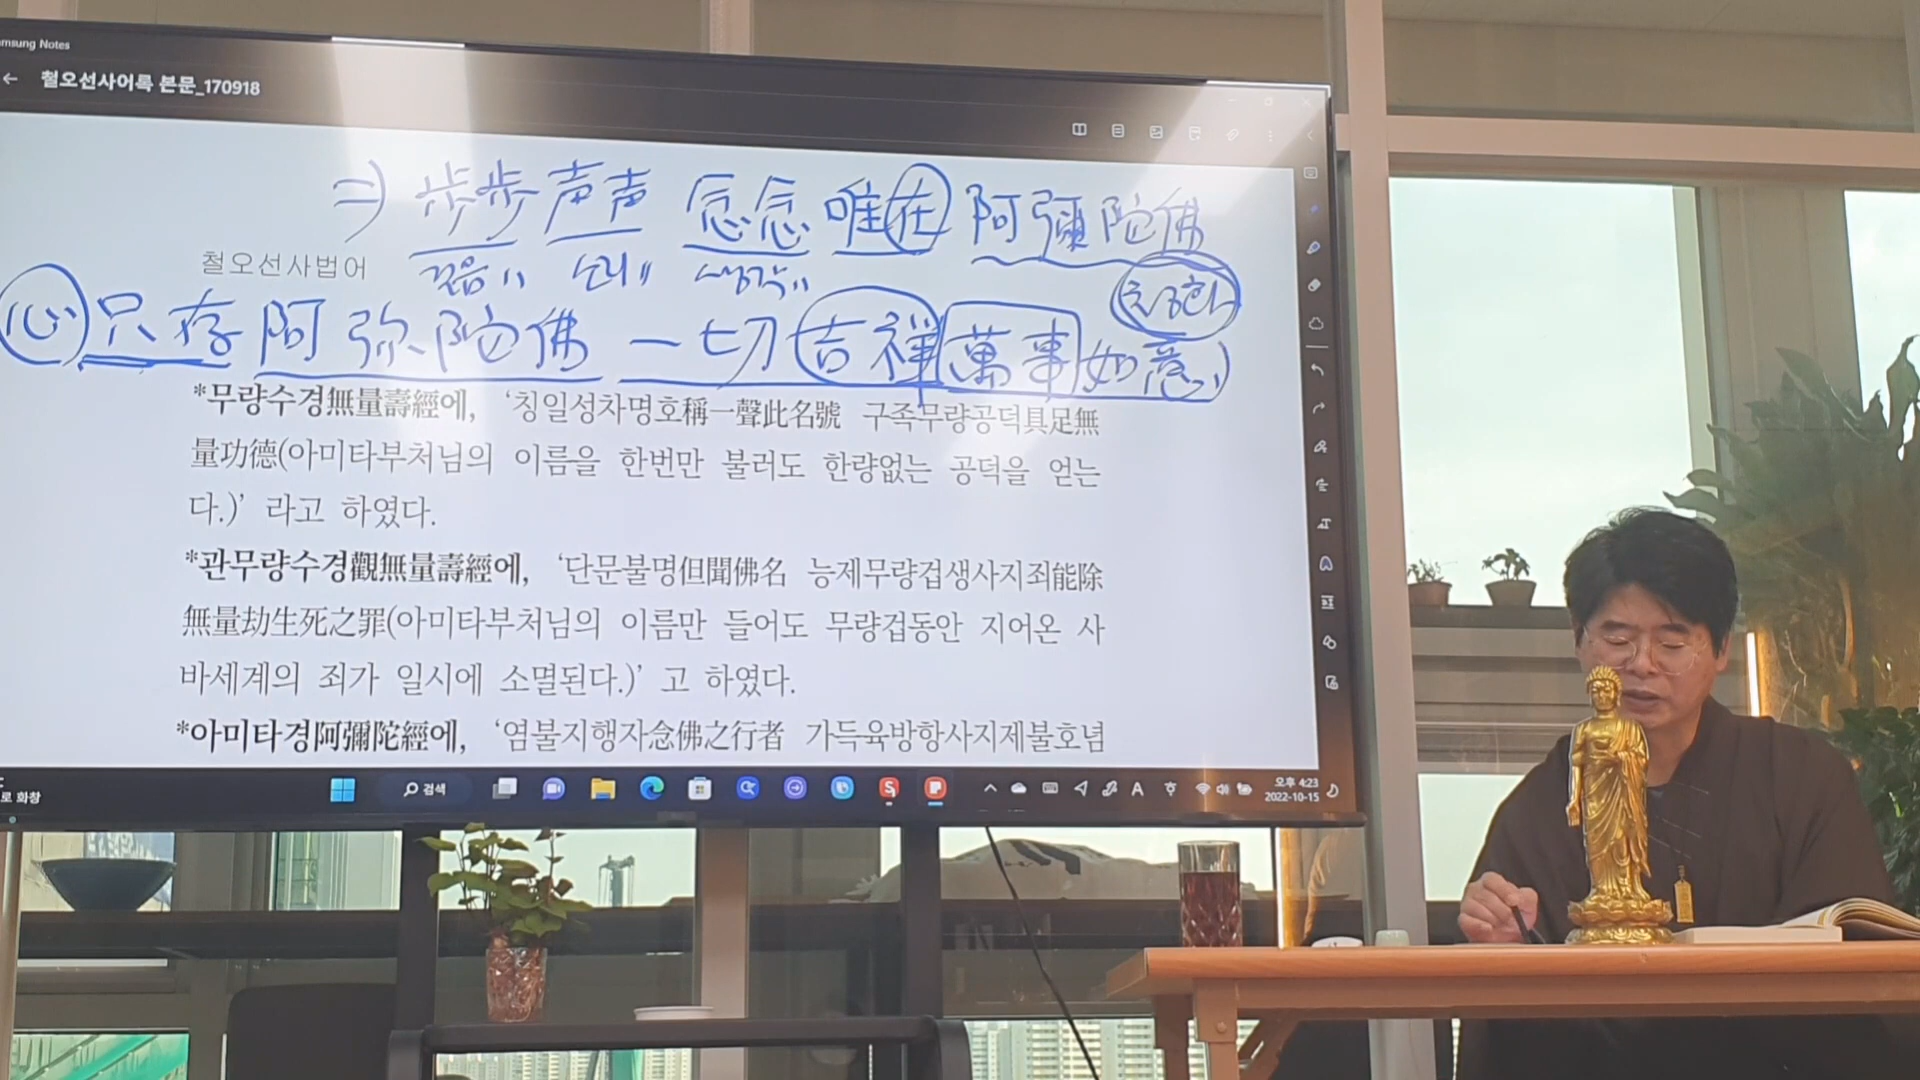 Samsung Notes
철오선사어록 본문_170918
⇒ 步步声声 念念 唯在 阿彌陀佛
철오선사법어
걸음〃 소리〃 생각〃
칭하
心 只存 阿弥陀佛 一切 吉祥 萬事 如意)
*무량수경無量壽經에, ‘칭일성차명호稱一聲此名號 구족무량공덕具足無
量功德(아미타부처님의 이름을 한번만 불러도 한량없는 공덕을 얻는
다.)’ 라고 하였다.
*관무량수경觀無量壽經에, ‘단문불명但聞佛名 능제무량겁생사지죄能除
無量劫生死之罪(아미타부처님의 이름만 들어도 무량겁동안 지어온 사
바세계의 죄가 일시에 소멸된다.)’ 고 하였다.
*아미타경阿彌陀經에, ‘염불지행자念佛之行者 가득육방항사지제불호념
로 화창
검색
A
오후 4:23
2022-10-15